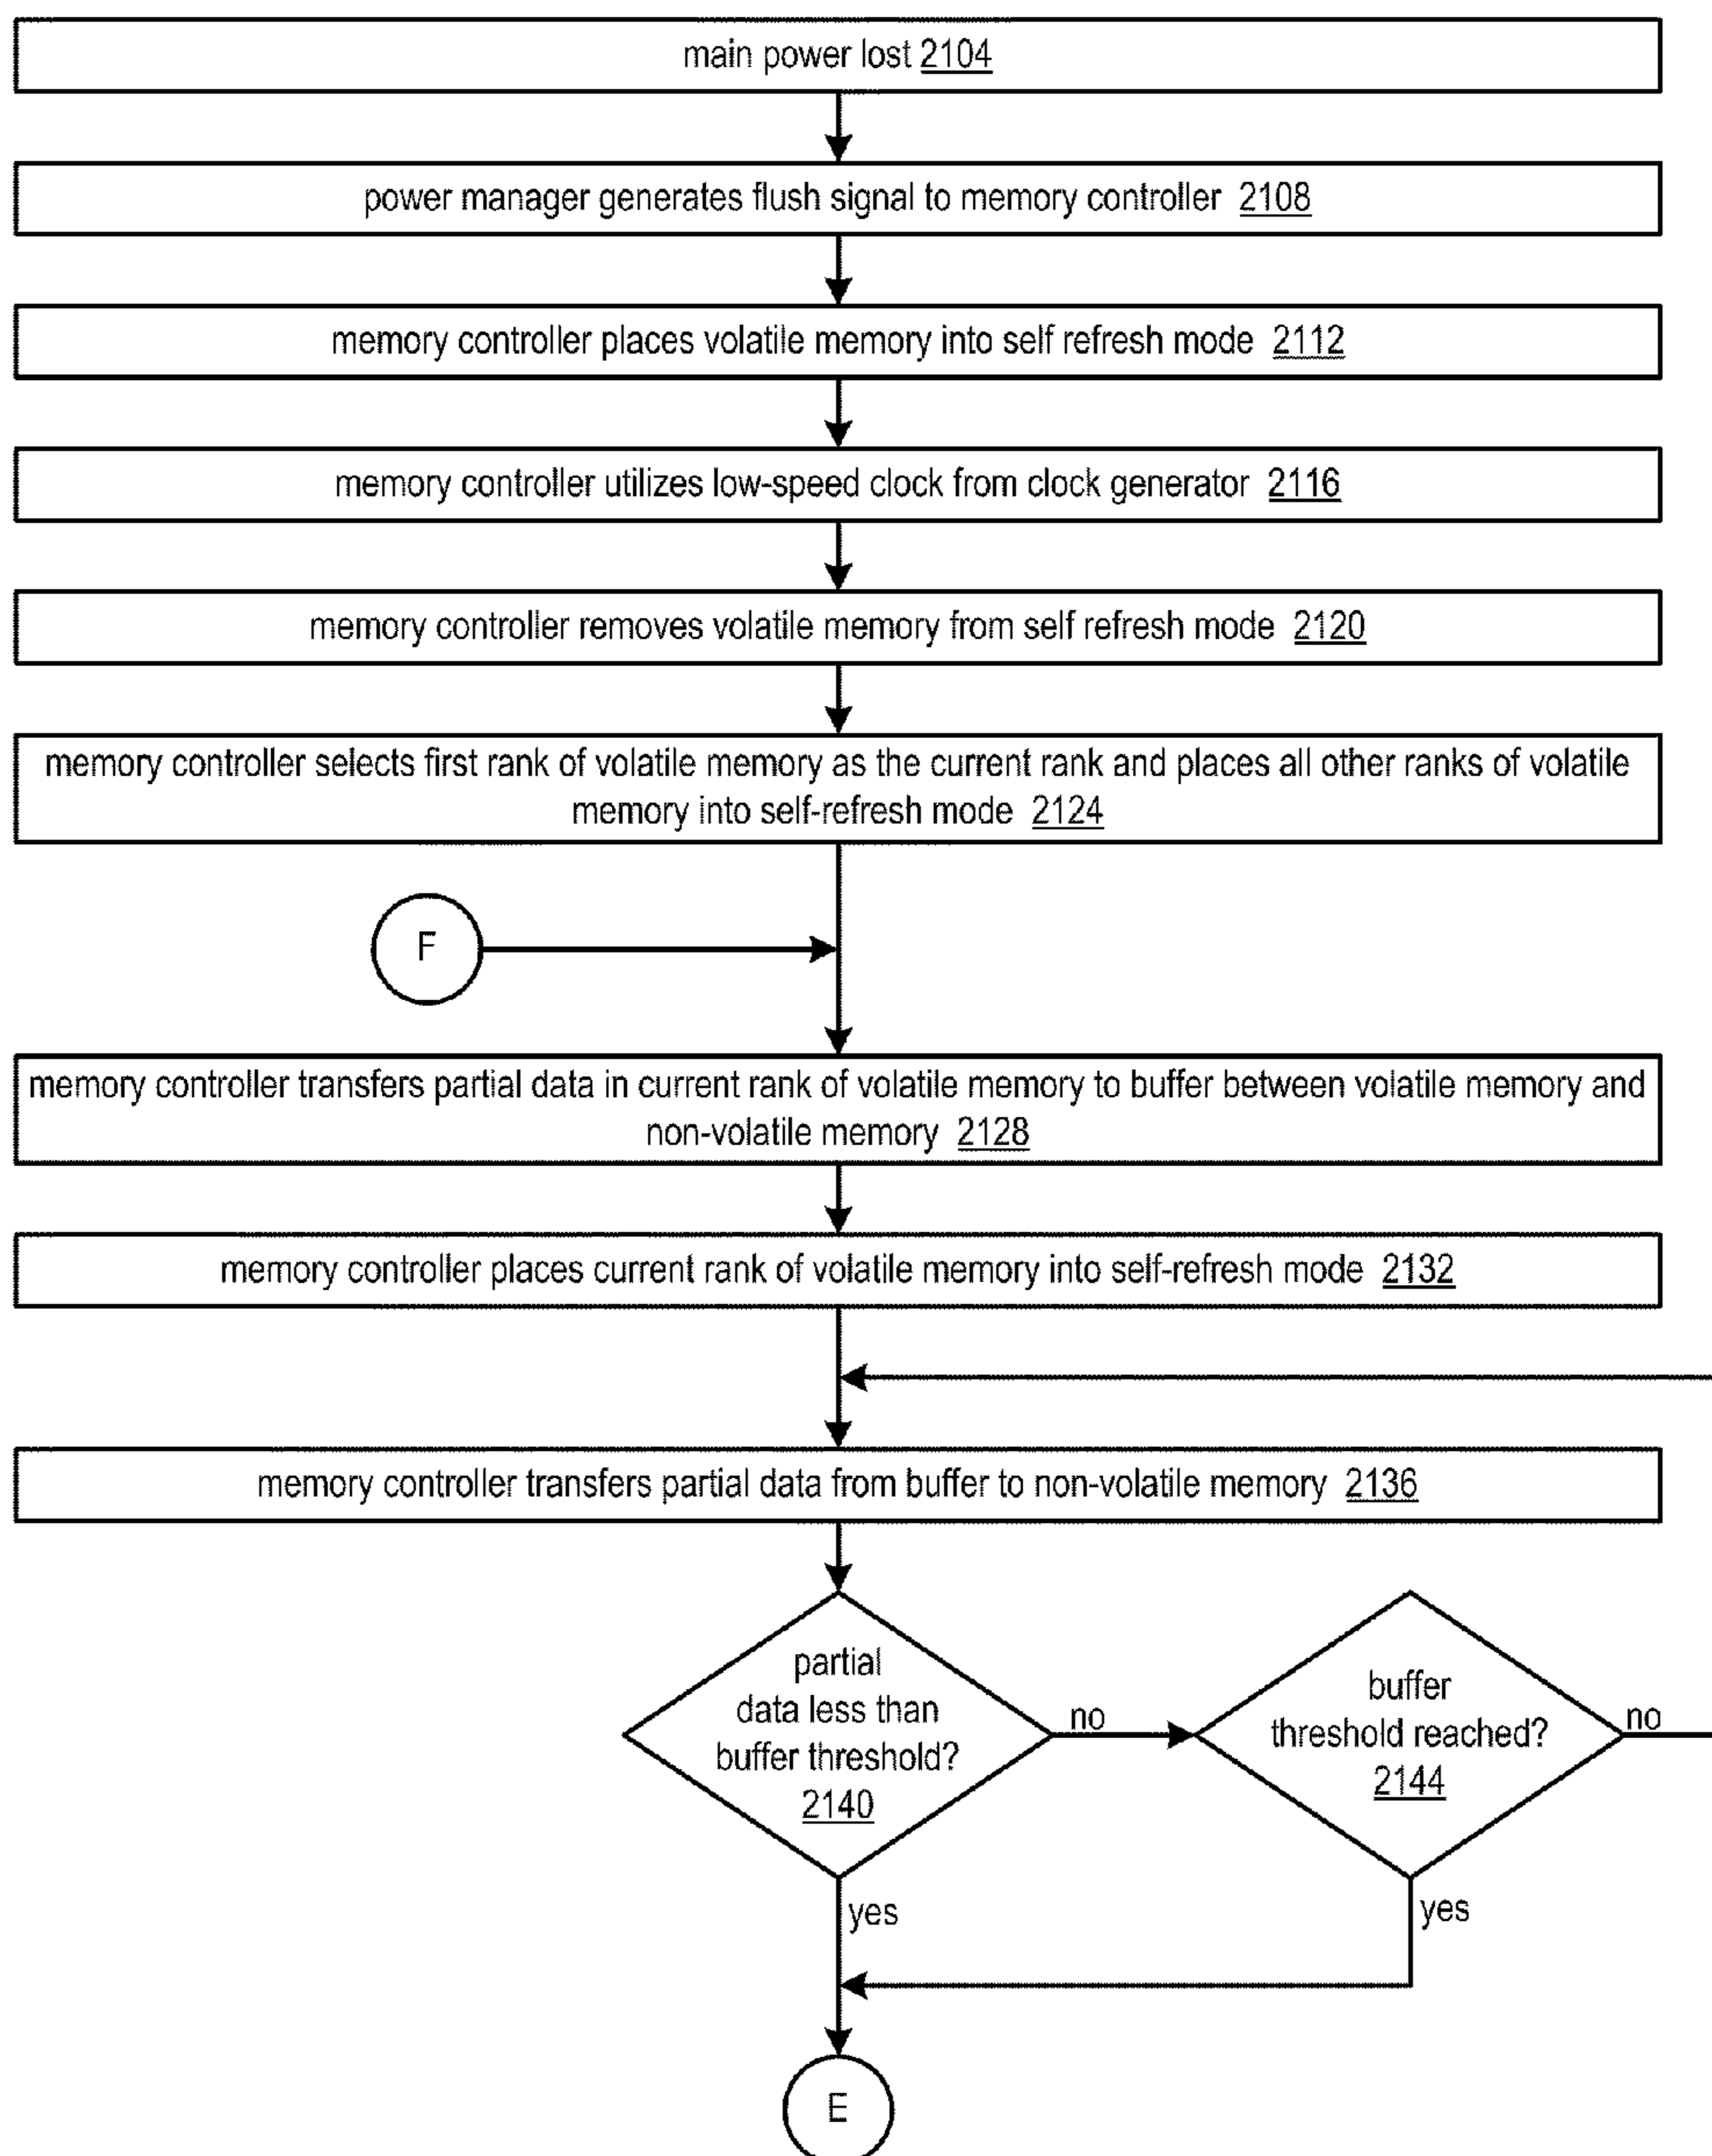 main power lost 2104
power manager generates flush signal to memory controller 2108
memory controller places volatile memory into self refresh mode 2112
memory controller utilizes low-speed clock from clock generator 2116
memory controller removes volatile memory from self refresh mode 2120
memory controller selects first rank of volatile memory as the current rank and places all other ranks of volatile
memory into self-refresh mode 2124
F
memory controller transfers partial data in current rank of volatile memory to buffer between volatile memory and
non-volatile memory 2128
memory controller places current rank of volatile memory into self-refresh mode 2132
memory controller transfers partial data from buffer to non-volatile memory 2136
partial
data less than
buffer threshold?
2140
no
buffer
threshold reached?
2144
no
yes
yes
E